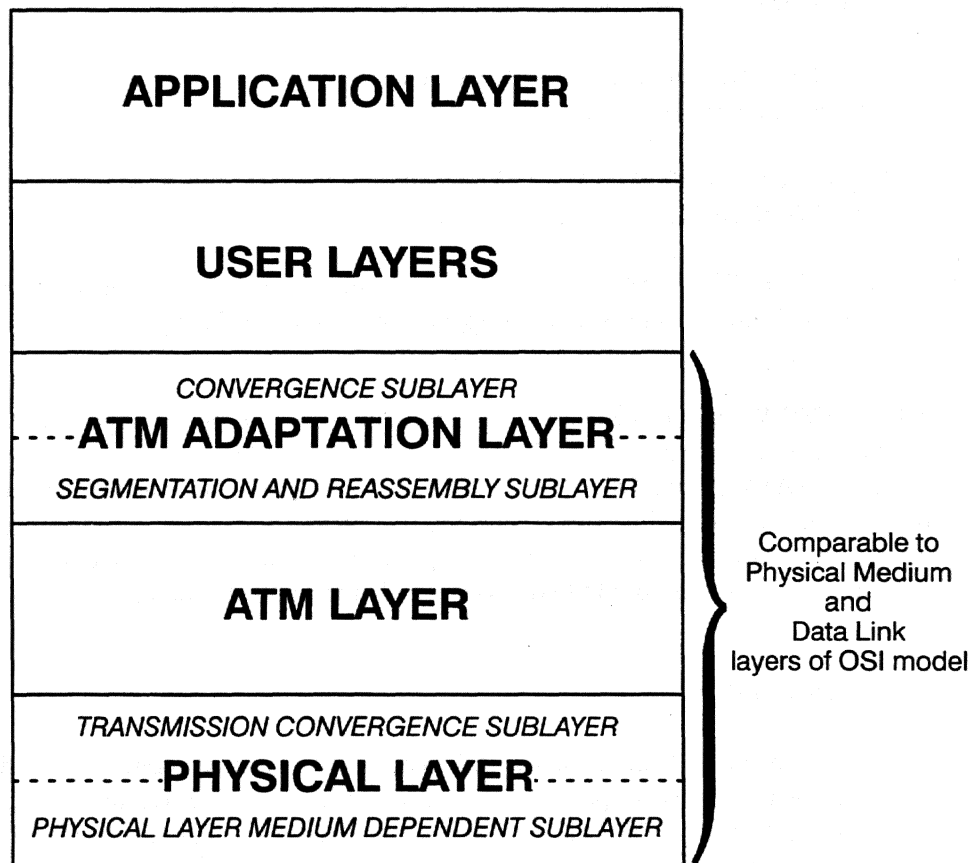 APPLICATION LAYER
USER LAYERS
CONVERGENCE SUBLAYER
ATM ADAPTATION LAYER
SEGMENTATION AND REASSEMBLY SUBLAYER
ATM LAYER
TRANSMISSION CONVERGENCE SUBLAYER
PHYSICAL LAYER
PHYSICAL LAYER MEDIUM DEPENDENT SUBLAYER
Comparable to
Physical Medium
and
Data Link
layers of OSI model